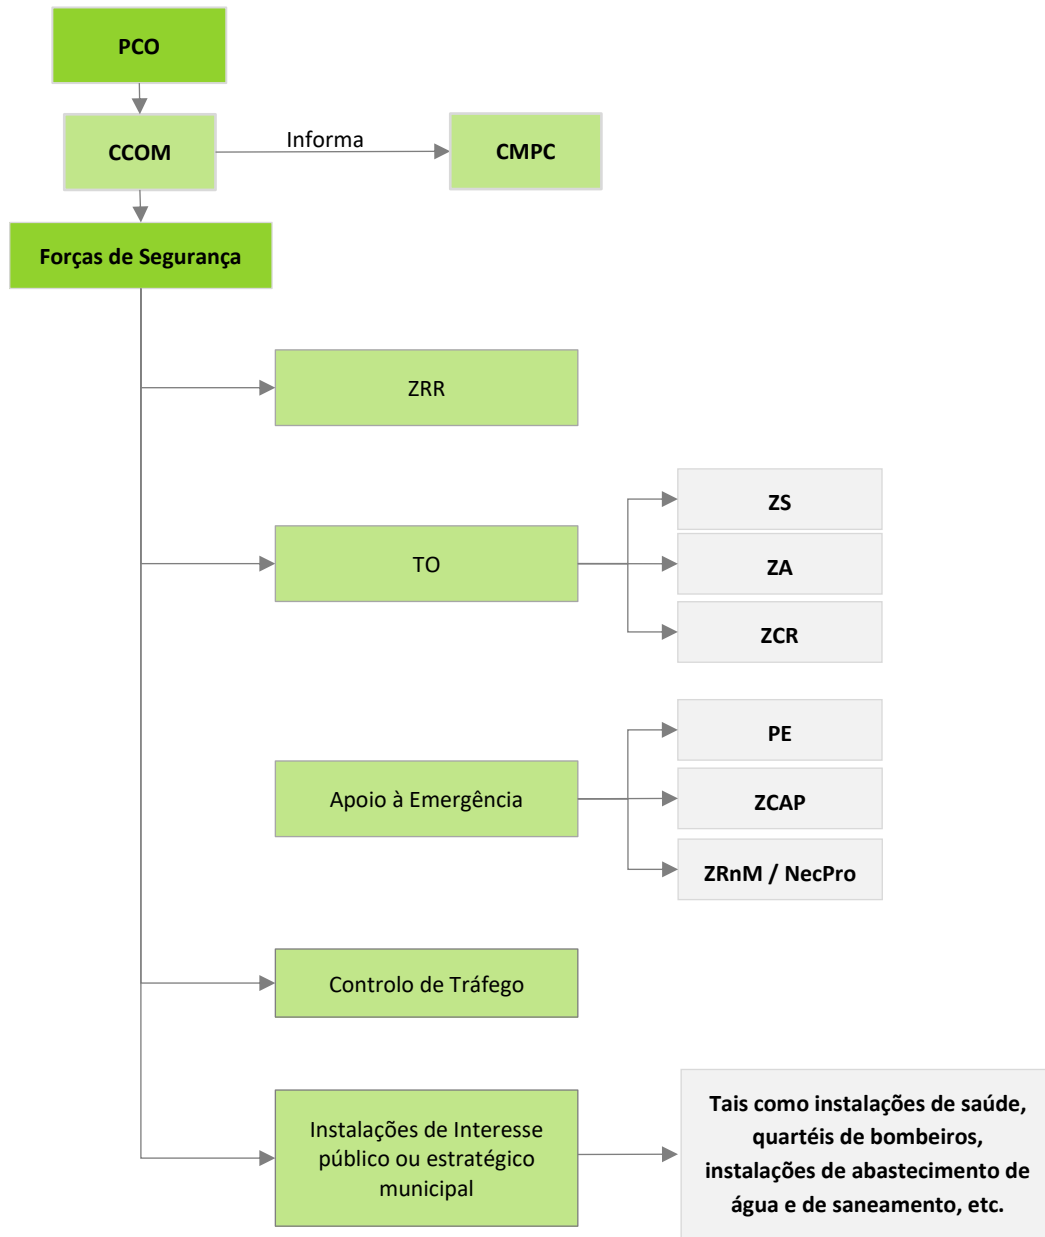 PCO
CCOM
Informa
CMPC
Forças de Segurança
ZRR
TO
ZS
ZA
ZCR
Apoio à Emergência
PE
ZCAP
ZRnM / NecPro
Controlo de Tráfego
Instalações de Interesse
público ou estratégico
municipal
Tais como instalações de saúde,
quartéis de bombeiros,
instalações de abastecimento de
água e de saneamento, etc.